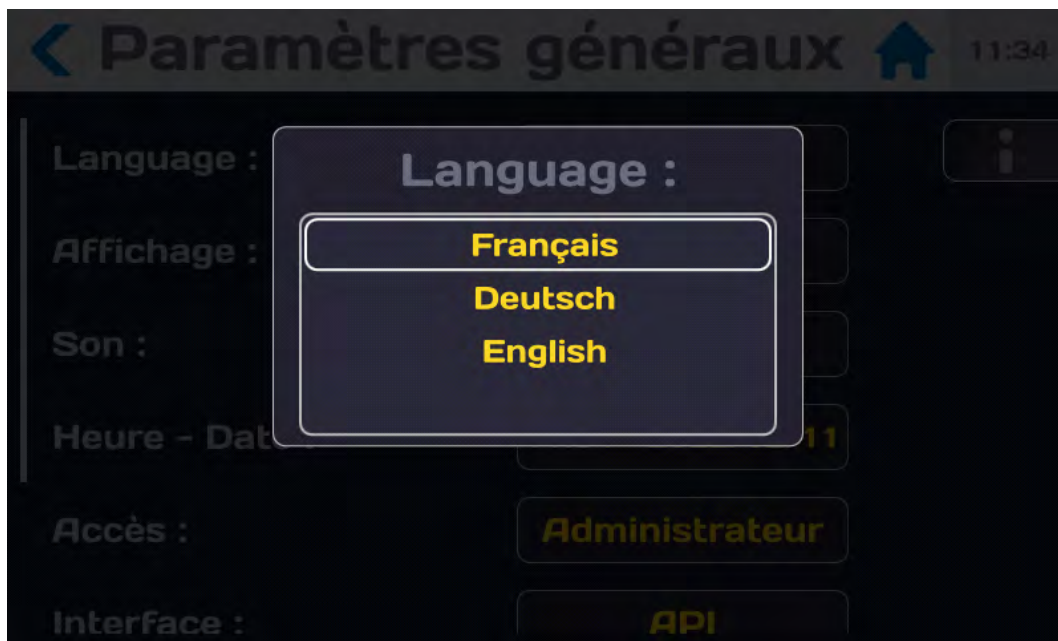 Paramètres généraux 11:34
Language :
Language :
Français
Deutsch
English
Affichage :
Son :
Heure - Dat 11
Accès : Administrateur
Interface : API